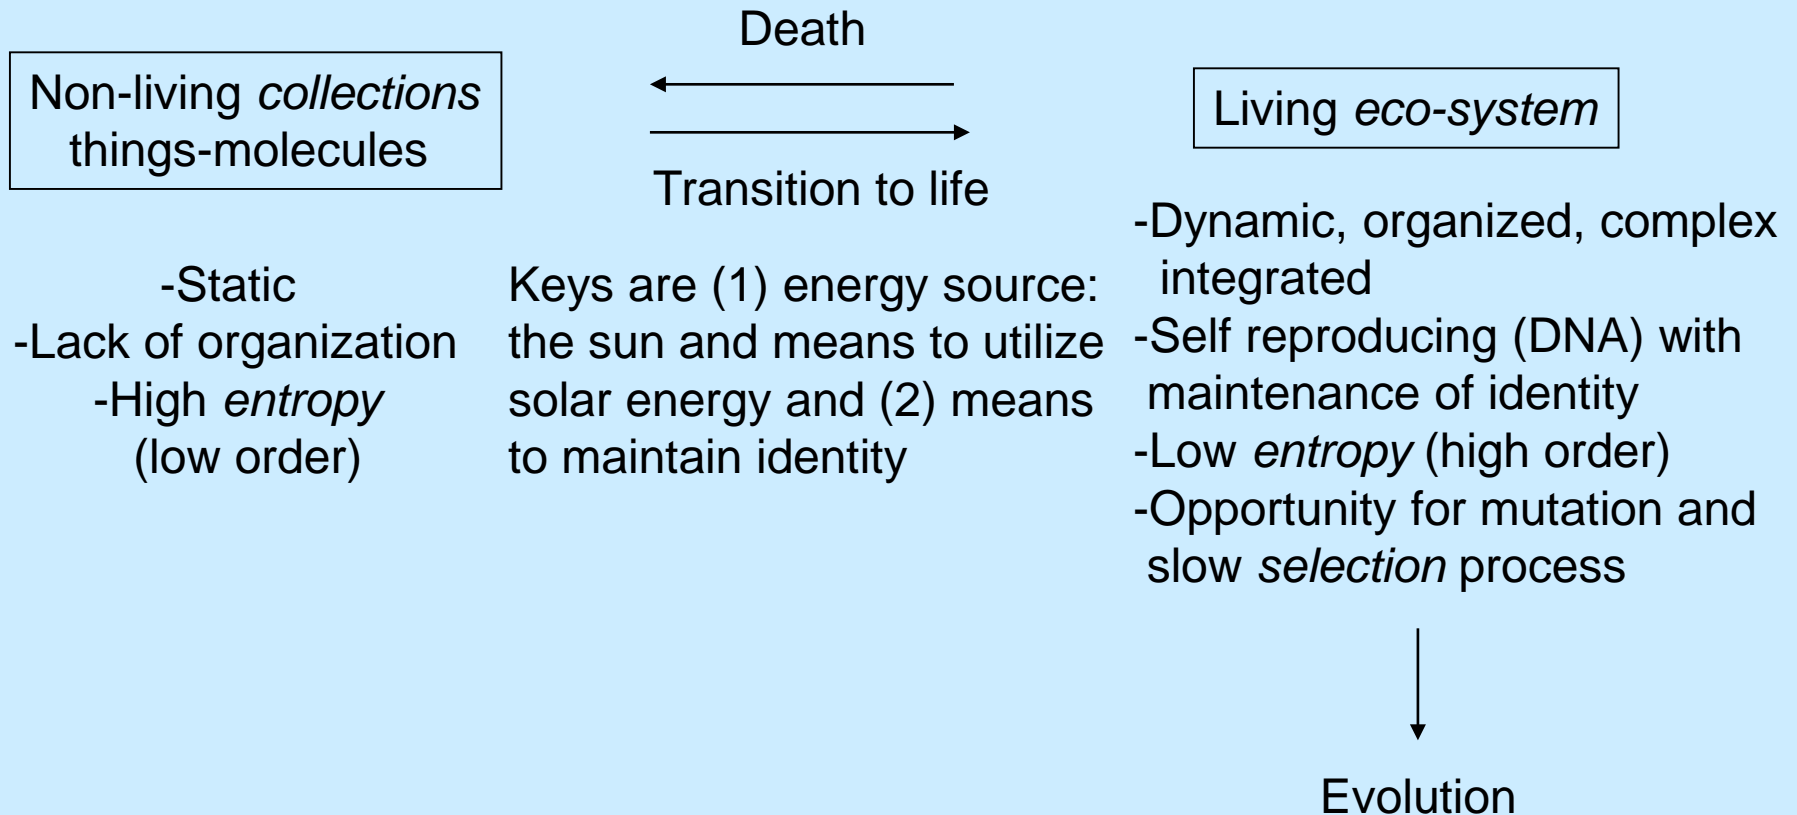 Death
Non-living collections
things-molecules
Living eco-system
Transition to life
-Static
-Lack of organization
-High entropy
(low order)
Keys are (1) energy source:
the sun and means to utilize
solar energy and (2) means
to maintain identity
-Dynamic, organized, complex
integrated
-Self reproducing (DNA) with
maintenance of identity
-Low entropy (high order)
-Opportunity for mutation and
slow selection process
Evolution